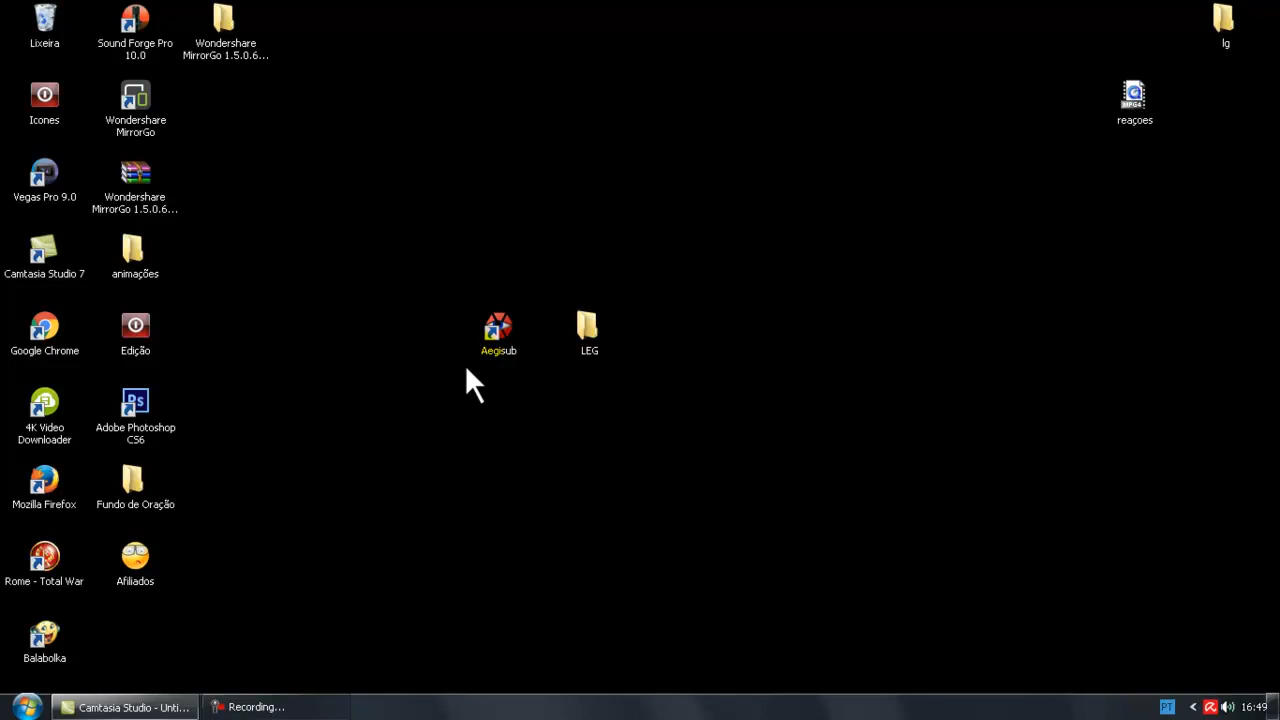 Lixeira
Sound Forge Pro
10.0
Wondershare
MirrorGo 1.5.0.6...
lg
Icones
Wondershare
MirrorGo
MPG4
reaçoes
Vegas Pro 9.0
Wondershare
MirrorGo 1.5.0.6...
Camtasia Studio 7
animações
Google Chrome
Edição
Aegisub
LEG
4K Video
Downloader
Ps
Adobe Photoshop
CS6
Mozilla Firefox
Fundo de Oração
Rome - Total War
Afiliados
Balabolka
Camtasia Studio - Unti...
Recording...
PT
16:49